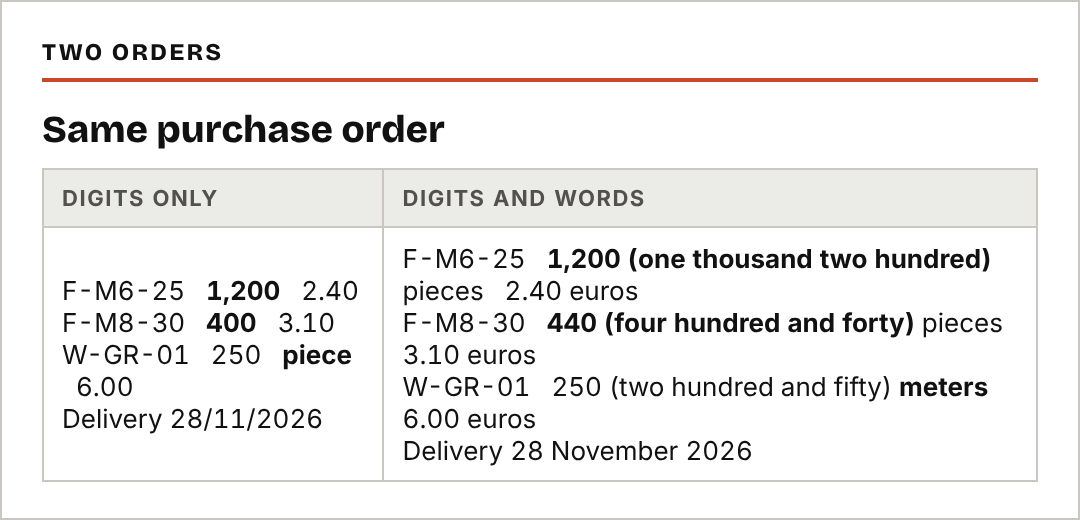 TWO ORDERS
Same purchase order
DIGITS ONLY
F-M6-25 1,200 2.40
F-M8-30 400 3.10
W-GR-01 250 piece
6.00
Delivery 28/11/2026
DIGITS AND WORDS
F-M6-25 1,200 (one thousand two hundred)
pieces 2.40 euros
F-M8-30 440 (four hundred and forty) pieces
3.10 euros
W-GR-01 250 (two hundred and fifty) meters
6.00 euros
Delivery 28 November 2026